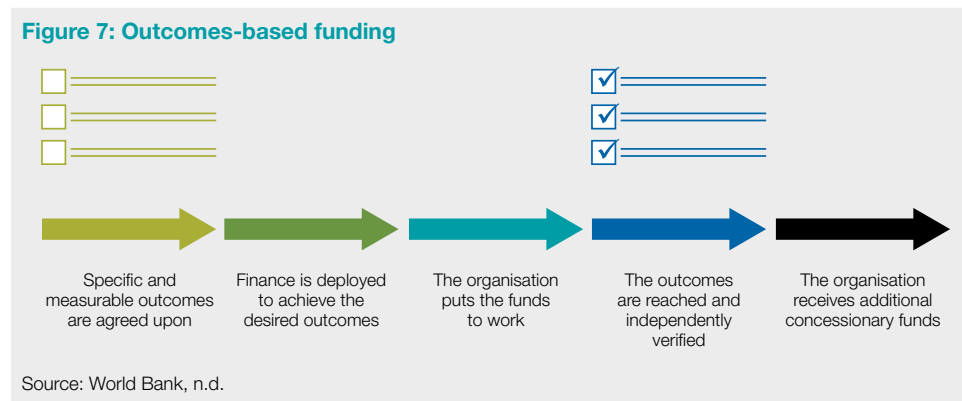 Figure 7: Outcomes-based funding
Specific and
measurable outcomes
are agreed upon
Finance is deployed
to achieve the
desired outcomes
The organisation
puts the funds
to work
The outcomes
are reached and
independently
verified
The organisation
receives additional
concessionary funds
Source: World Bank, n.d.